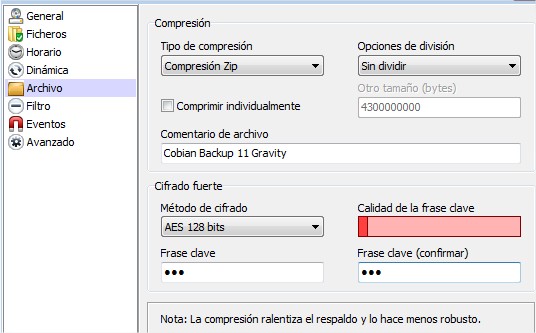 General
Ficheros
Horario
Dinámica
Archivo
Filtro
Eventos
Avanzado
Compresión
Tipo de compresión Opciones de división
Compresión Zip Sin dividir
Otro tamaño (bytes)
Comprimir individualmente 4300000000
Comentario de archivo
Cobian Backup 11 Gravity
Cifrado fuerte
Método de cifrado Calidad de la frase clave
AES 128 bits
Frase clave Frase clave (confirmar)
●●● ●●●
Nota: La compresión ralentiza el respaldo y lo hace menos robusto.